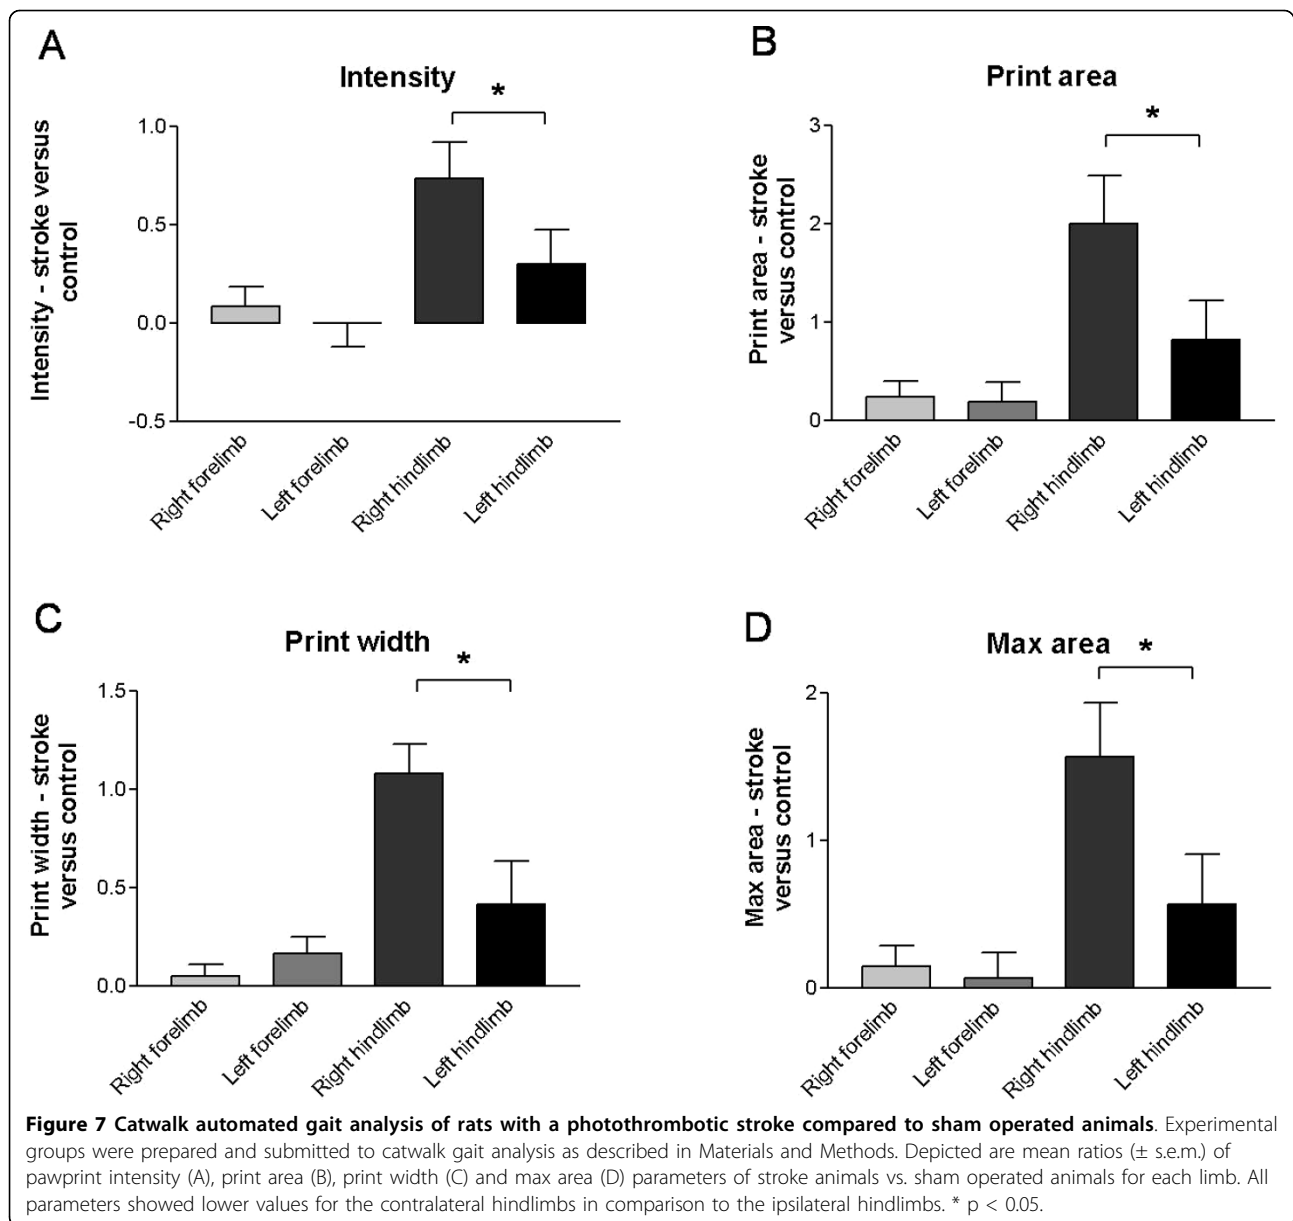 A
Intensity
*
Intensity - stroke versus
control
1.0
0.5
0.0
-0.5
Right forelimb
Left forelimb
Right hindlimb
Left hindlimb
B
Print area
*
Print area - stroke
versus control
3
2
1
0
Right forelimb
Left forelimb
Right hindlimb
Left hindlimb
C
Print width
*
Print width - stroke
versus control
1.5
1.0
0.5
0.0
Right forelimb
Left forelimb
Right hindlimb
Left hindlimb
D
Max area
*
Max area - stroke
versus control
2
1
0
Right forelimb
Left forelimb
Right hindlimb
Left hindlimb
Figure 7 Catwalk automated gait analysis of rats with a photothrombotic stroke compared to sham operated animals. Experimental
groups were prepared and submitted to catwalk gait analysis as described in Materials and Methods. Depicted are mean ratios (± s.e.m.) of
pawprint intensity (A), print area (B), print width (C) and max area (D) parameters of stroke animals vs. sham operated animals for each limb. All
parameters showed lower values for the contralateral hindlimbs in comparison to the ipsilateral hindlimbs. * p < 0.05.